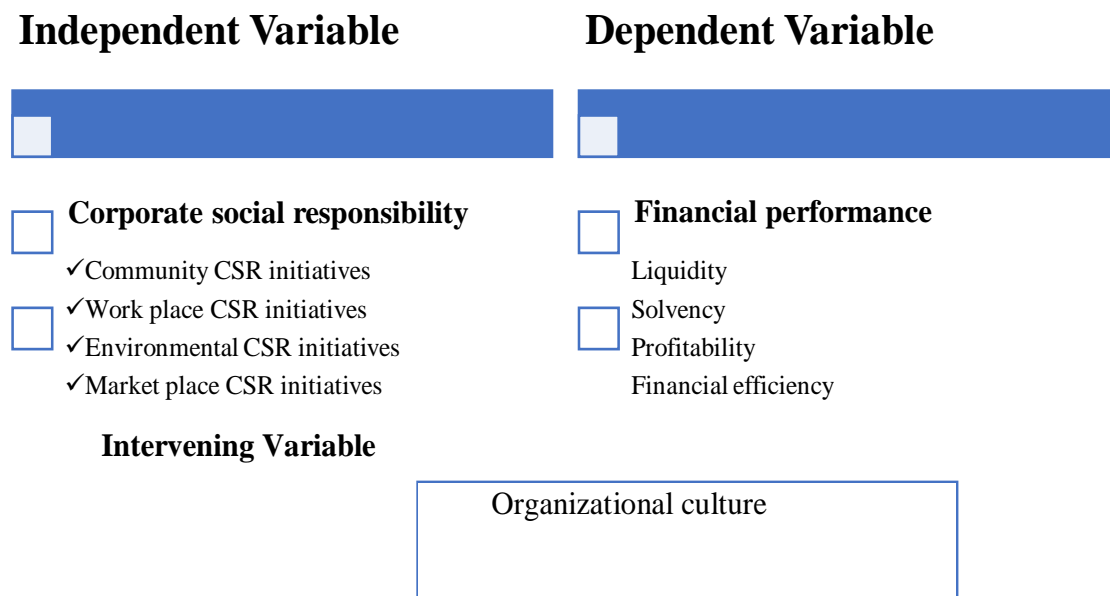 Independent Variable
Dependent Variable
Corporate social responsibility
✓Community CSR initiatives
✓Work place CSR initiatives
✓Environmental CSR initiatives
✓Market place CSR initiatives
Financial performance
Liquidity
Solvency
Profitability
Financial efficiency
Intervening Variable
Organizational culture